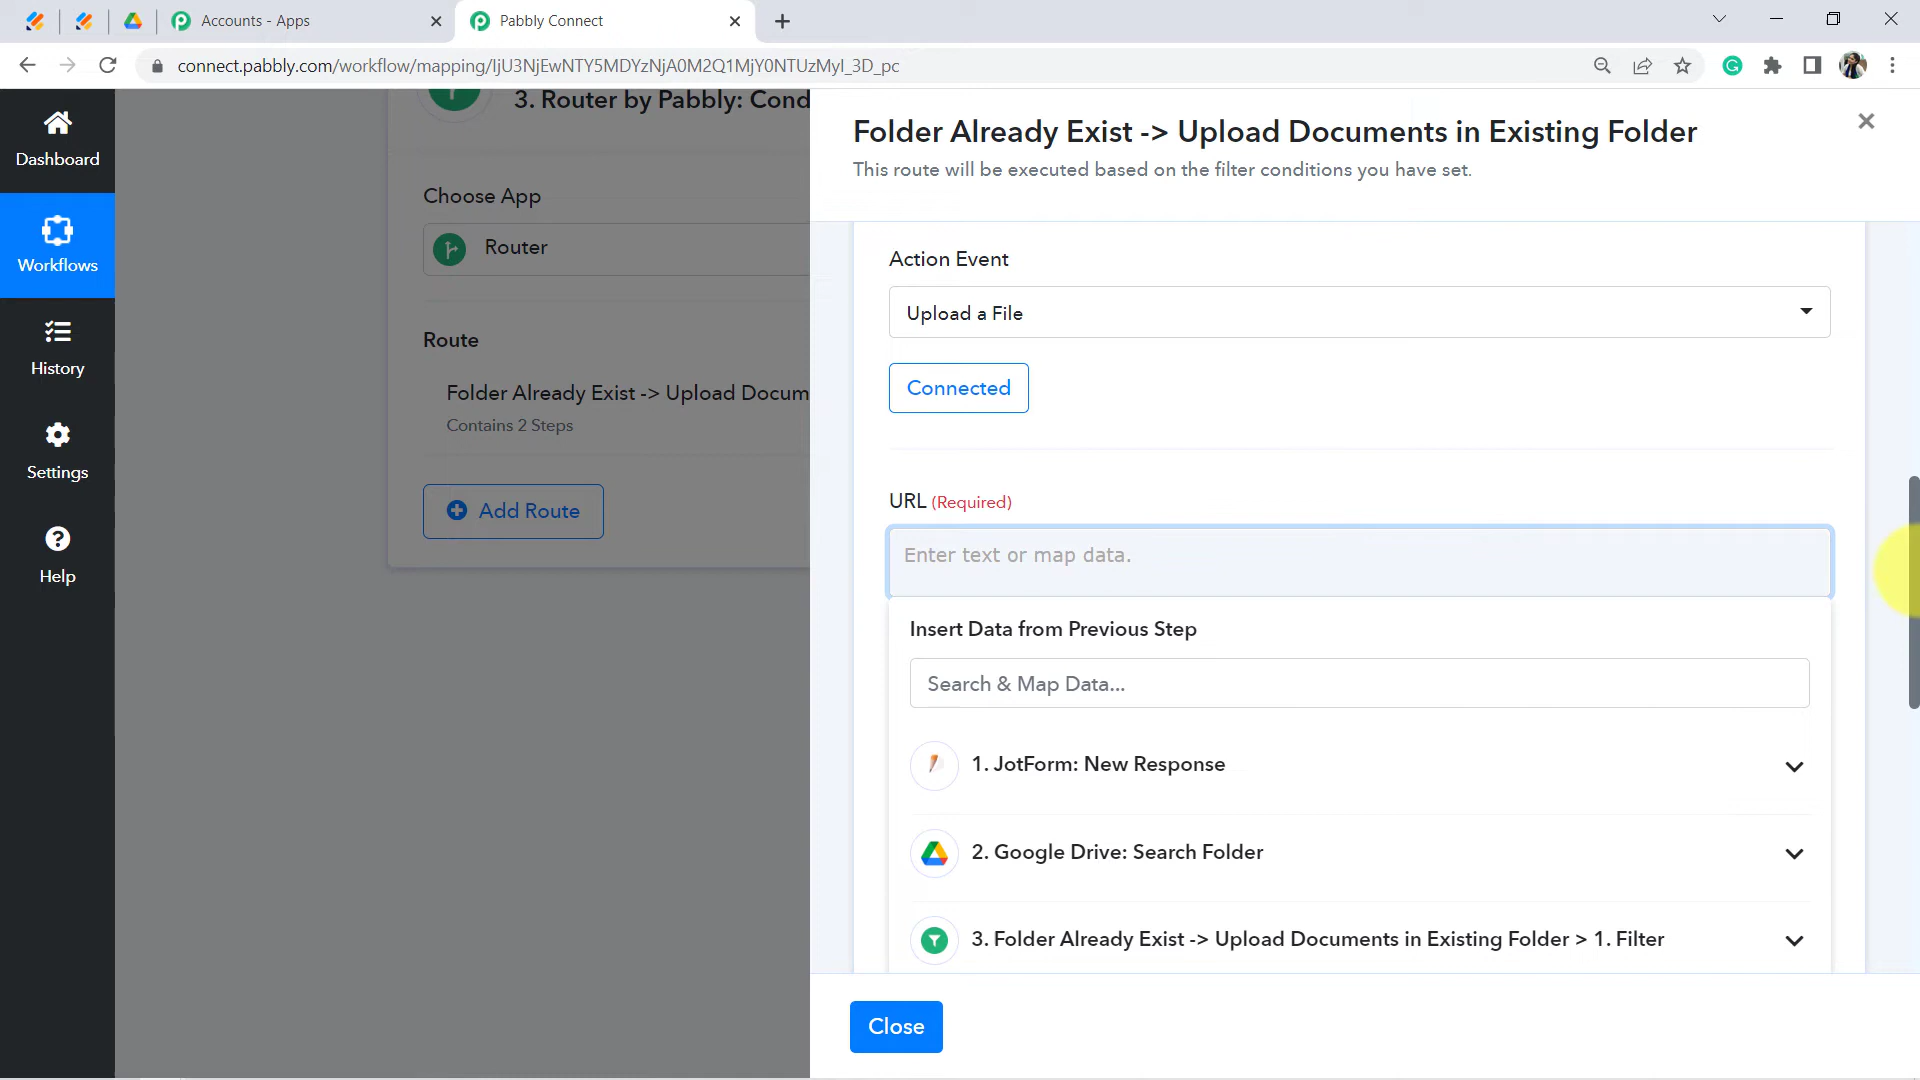 Accounts - Apps
Pabbly Connect
connect.pabbly.com/workflow/mapping/IjU3NjEwNTY5MDYzNjA0M2Q1MjY0NTUzMyI_3D_pc
Dashboard
Workflows
History
Settings
Help
3. Router by Pabbly: Cond
Choose App
Router
Route
Folder Already Exist -> Upload Docum
Contains 2 Steps
Add Route
Folder Already Exist -> Upload Documents in Existing Folder
This route will be executed based on the filter conditions you have set.
Action Event
Upload a File
Connected
URL (Required)
Enter text or map data.
Insert Data from Previous Step
Search & Map Data...
1. JotForm: New Response
2. Google Drive: Search Folder
3. Folder Already Exist -> Upload Documents in Existing Folder > 1. Filter
Close